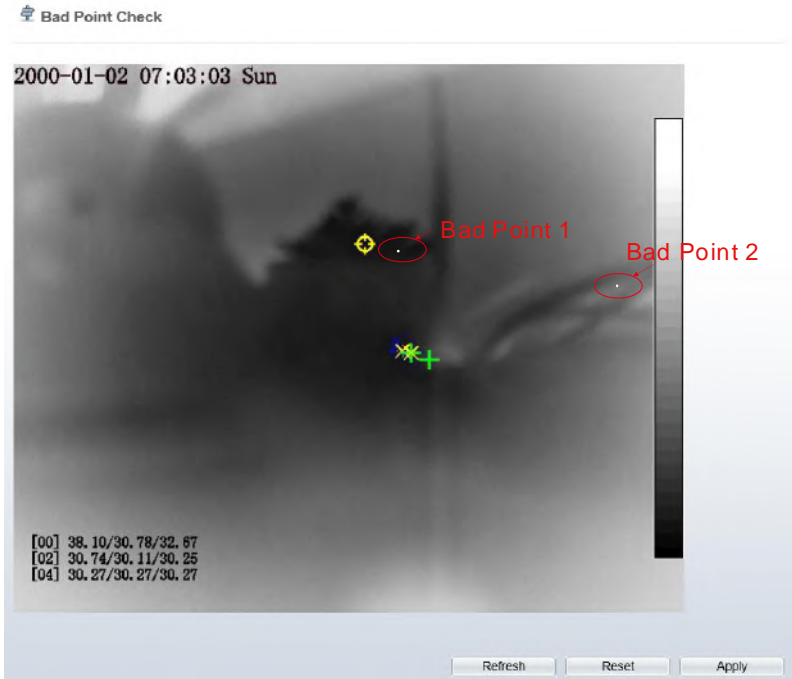 Bad Point Check
2000-01-02 07:03:03 Sun
Bad Point 1
Bad Point 2
[00] 38.10/30.78/32.67
[02] 30.74/30.11/30.25
[04] 30.27/30.27/30.27
Refresh
Reset
Apply